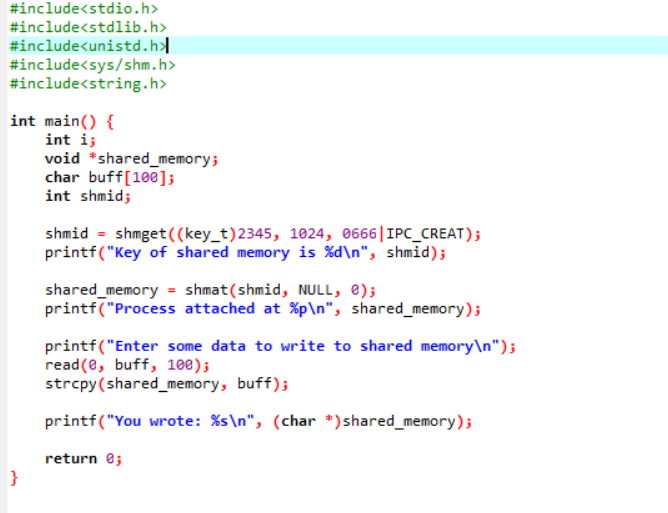 #include<stdio.h>
#include<stdlib.h>
#include<unistd.h>
#include<sys/shm.h>
#include<string.h>

int main() {
    int i;
    void *shared_memory;
    char buff[100];
    int shmid;

    shmid = shmget((key_t)2345, 1024, 0666|IPC_CREAT);
    printf("Key of shared memory is %d\n", shmid);

    shared_memory = shmat(shmid, NULL, 0);
    printf("Process attached at %p\n", shared_memory);

    printf("Enter some data to write to shared memory\n");
    read(0, buff, 100);
    strcpy(shared_memory, buff);

    printf("You wrote: %s\n", (char *)shared_memory);

    return 0;
}